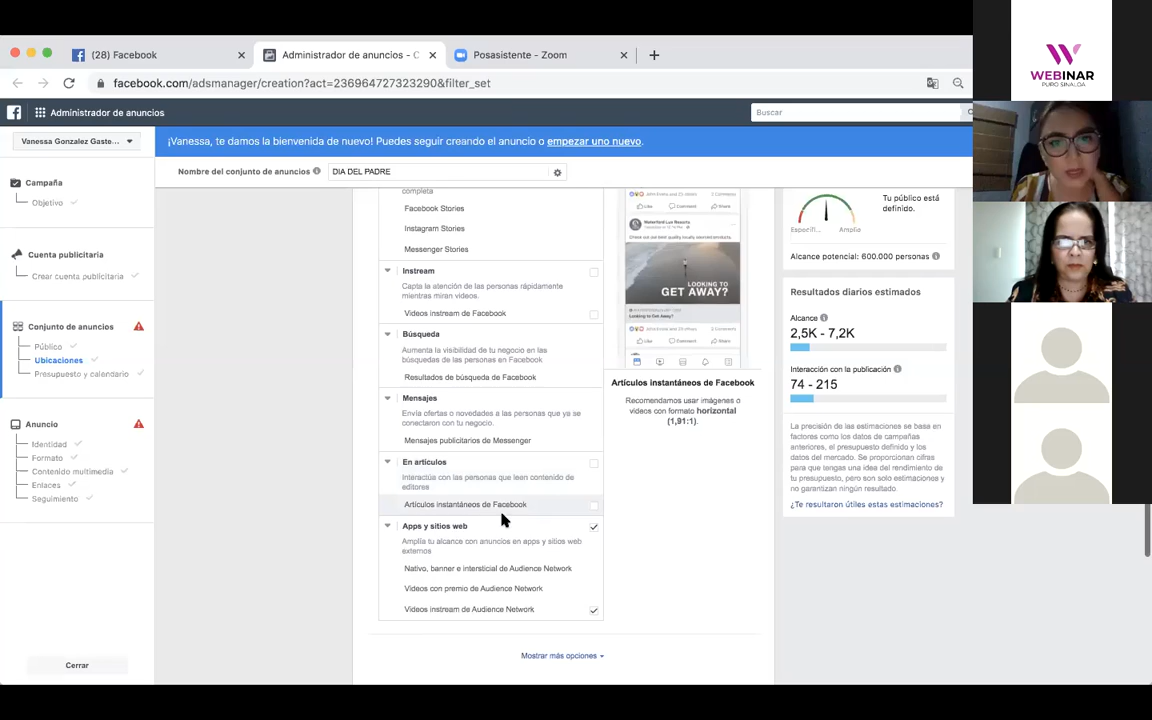 (28) Facebook
Administrador de anuncios - C
Posasistente - Zoom
facebook.com/adsmanager/creation?act=236964727323290&filter_set
Administrador de anuncios
Buscar
Vanessa Gonzalez Gaste...
¡Vanessa, te damos la bienvenida de nuevo! Puedes seguir creando el anuncio o empezar uno nuevo.
Nombre del conjunto de anuncios
DIA DEL PADRE
Campaña
Objetivo
Cuenta publicitaria
Crear cuenta publicitaria
Conjunto de anuncios
Público
Ubicaciones
Presupuesto y calendario
Anuncio
Identidad
Formato
Contenido multimedia
Enlaces
Seguimiento
Cerrar
completa
Facebook Stories
Instagram Stories
Messenger Stories
Instream
Capta la atención de las personas rápidamente
mientras miran videos.
Videos instream de Facebook
Búsqueda
Aumenta la visibilidad de tu negocio en las
búsquedas de las personas en Facebook
Resultados de búsqueda de Facebook
Mensajes
Envía ofertas o novedades a las personas que ya se
conectaron con tu negocio.
Mensajes publicitarios de Messenger
En artículos
Interactúa con las personas que leen contenido de
editores
Artículos instantáneos de Facebook
Apps y sitios web
Amplía tu alcance con anuncios en apps y sitios web
externos
Nativo, banner e intersticial de Audience Network
Videos con premio de Audience Network
Videos instream de Audience Network
Mostrar más opciones
Like Comment Share
LOOKING TO
GET AWAY?
Looking to Get Away?
Like Comment Share
Artículos instantáneos de Facebook
Recomendamos usar imágenes o
videos con formato horizontal
(1,91:1).
Tu público está
definido.
Específi...
Amplia
Alcance potencial: 600.000 personas
Resultados diarios estimados
Alcance
2,5K - 7,2K
Interacción con la publicación
74 - 215
La precisión de las estimaciones se basa en
factores como los datos de campañas
anteriores, el presupuesto definido y los
datos del mercado. Se proporcionan cifras
para que tengas una idea del rendimiento de
tu presupuesto, pero son solo estimaciones y
no garantizan ningún resultado.
¿Te resultaron útiles estas estimaciones?
WEBINAR
PURO SINALOA